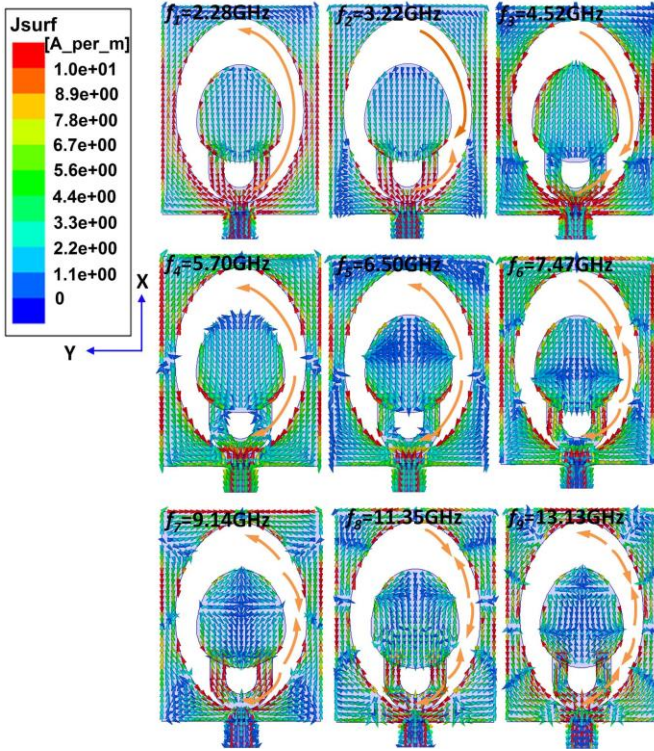 Jsurf
[A_per_m]
1.0e+01
8.9e+00
7.8e+00
6.7e+00
5.6e+00
4.4e+00
3.3e+00
2.2e+00
1.1e+00
0
X
Y
f1=2.28GHz
f2=3.22GHz
f3=4.52GHz
f4=5.70GHz
f5=6.50GHz
f6=7.47GHz
f7=9.14GHz
f8=11.35GHz
f9=13.13GHz